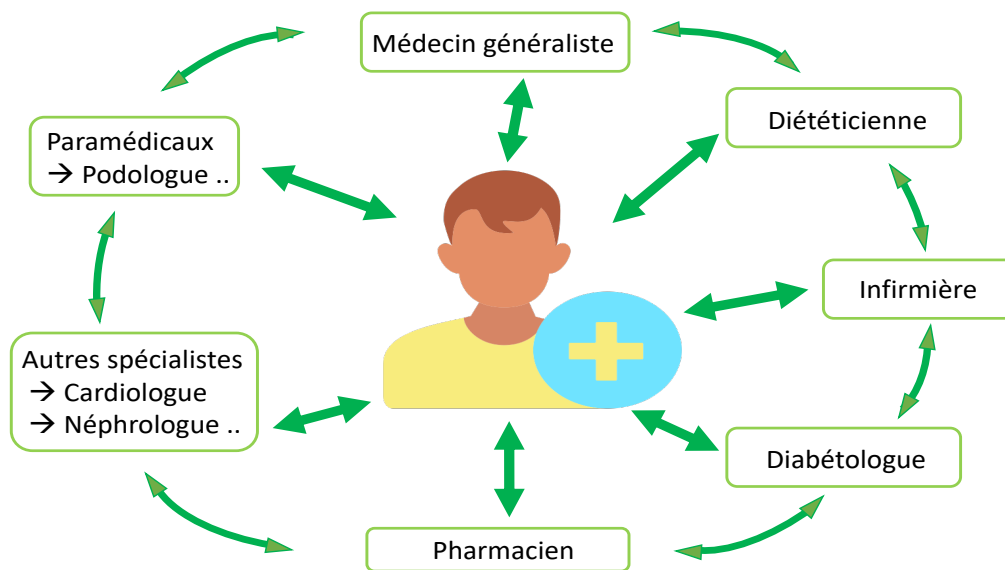 Médecin généraliste
Diététicienne
Paramédicaux
→ Podologue ..
Infirmière
Autres spécialistes
→ Cardiologue
→ Néphrologue ..
Diabétologue
Pharmacien